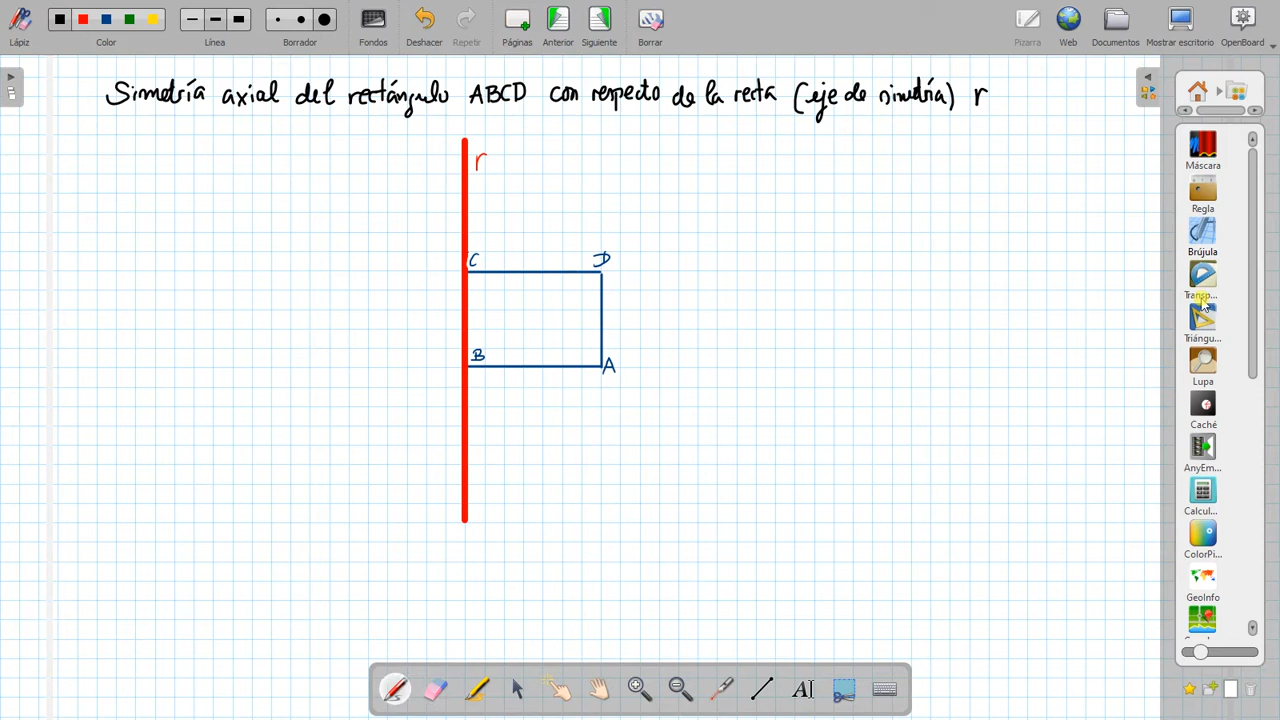 Lápiz
Color
Línea
Borrador
Fondos
Deshacer
Repetir
Páginas
Anterior
Siguiente
Borrar
Pizarra
Web
Documentos
Mostrar escritorio
OpenBoard
Simetría axial del rectángulo ABCD con respecto de la recta (eje de simetría) r
r
C
D
B
A
Máscara
Regla
Brújula
Transp...
Triángu...
Lupa
Caché
AnyEm...
Calcul...
ColorPi...
GeoInfo
AI